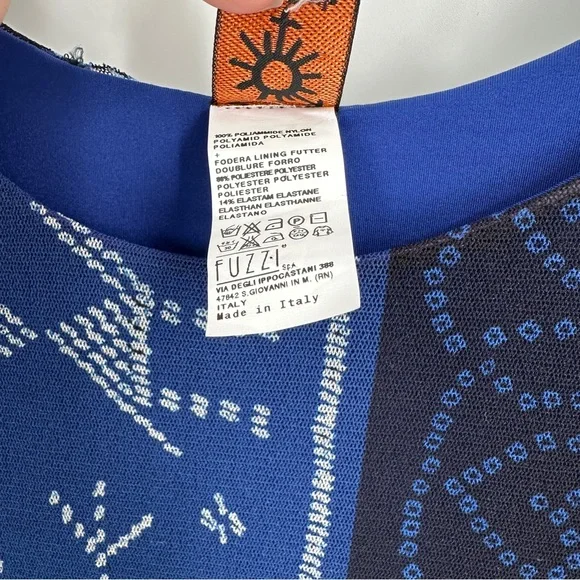 100% POLIAMMIDE NYLON
POLYAMID POLYAMIDE
POLIAMIDA
+
FODERA LINING FUTTER
DOUBLURE FORRO
86% POLIESTERE POLYESTER
POLYESTER POLYESTER
POLIESTER
14% ELASTAM ELASTANE
ELASTHAN ELASTHANNE
ELASTANO
FUZZI SPA
VIA DEGLI IPPOCASTANI 388
47842 S.GIOVANNI IN M. (RN)
ITALY
Made in Italy